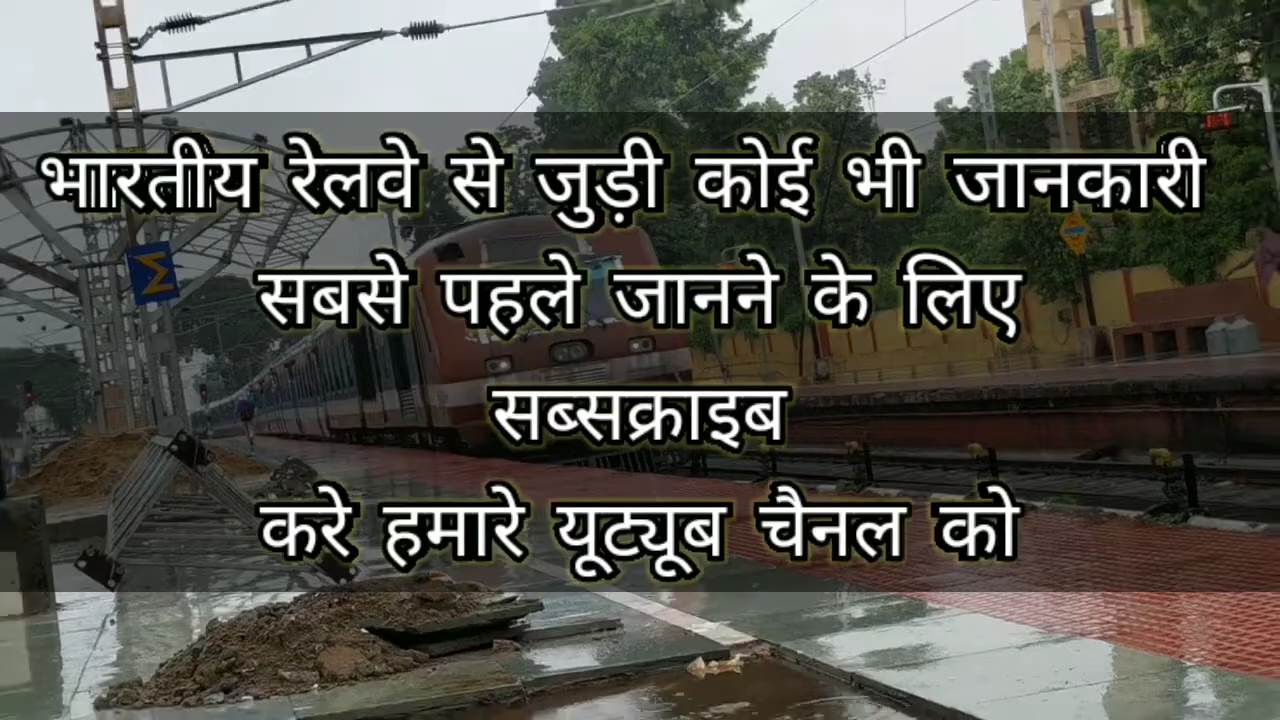 भारतीय रेलवे से जुड़ी कोई भी जानकारी
सबसे पहले जानने के लिए
सब्सक्राइब
करे हमारे यूट्यूब चैनल को